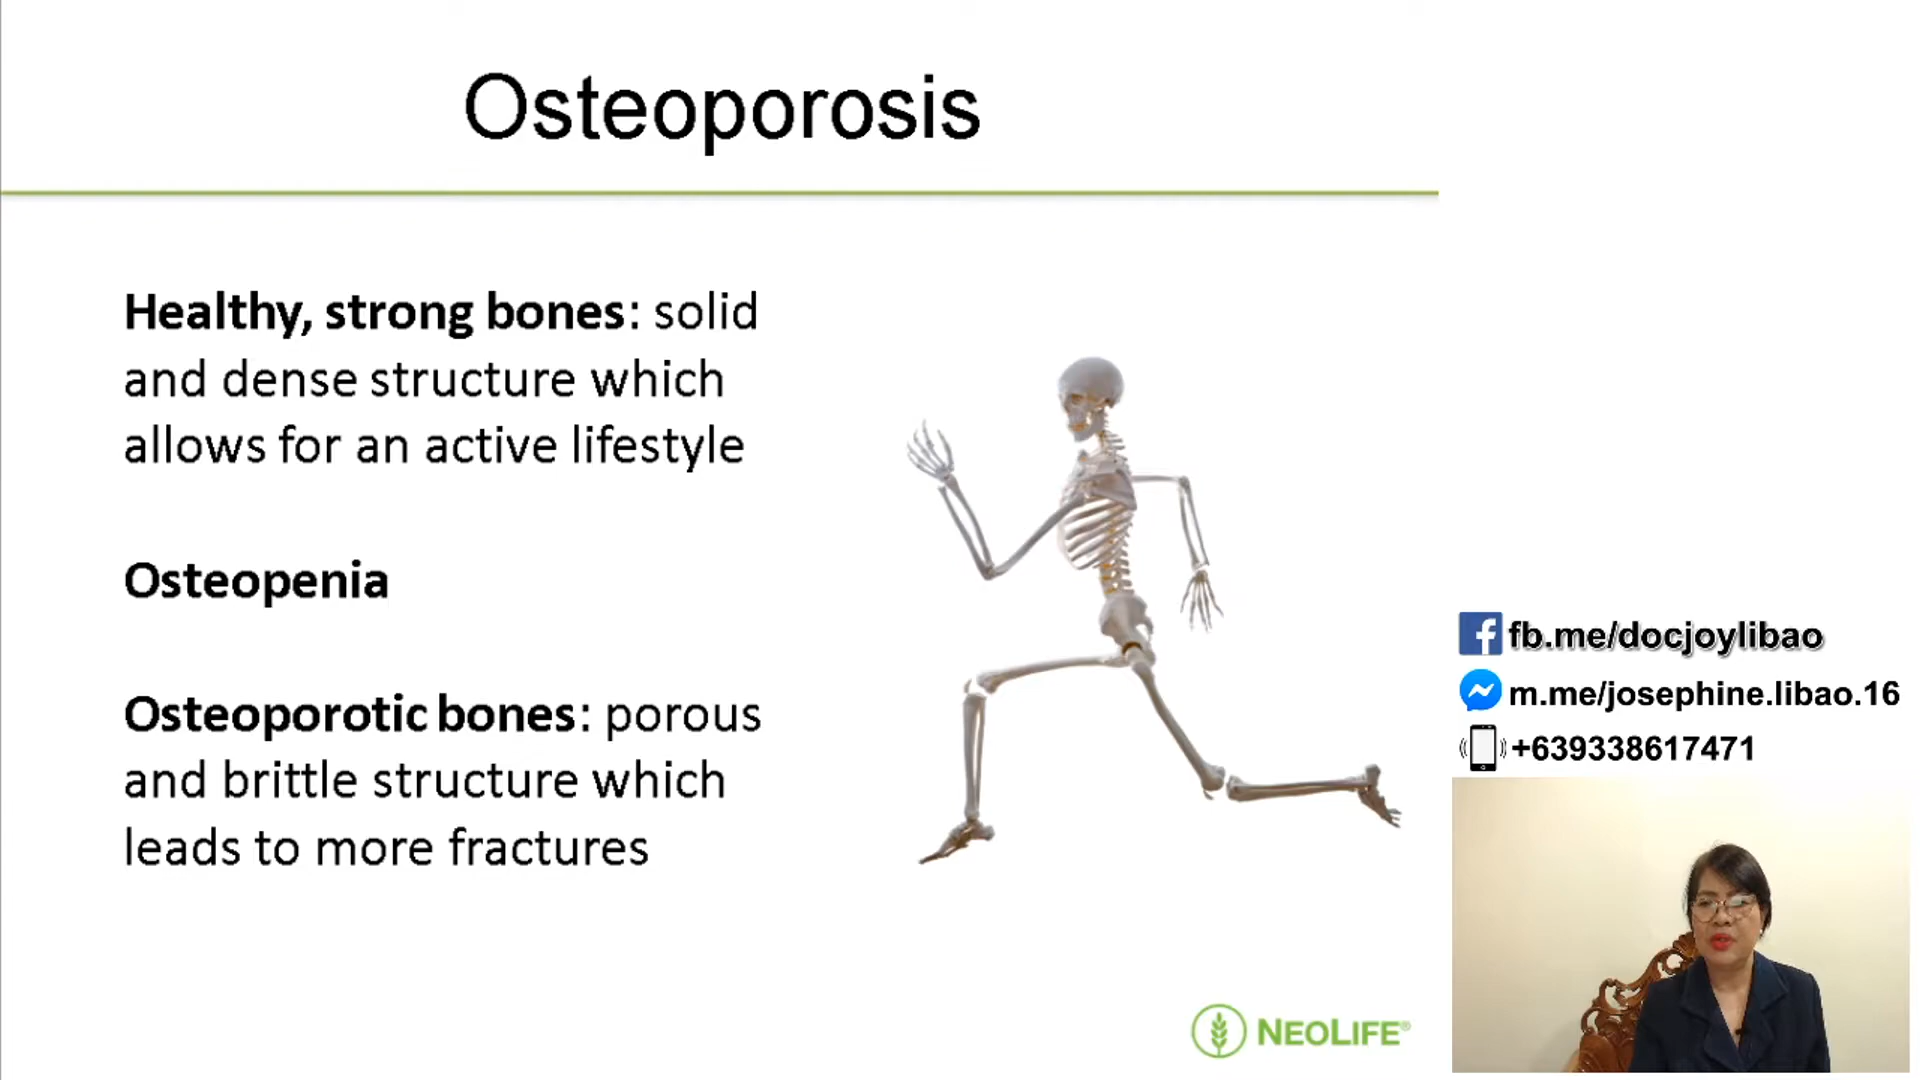 Osteoporosis
Healthy, strong bones: solid
and dense structure which
allows for an active lifestyle
Osteopenia
Osteoporotic bones: porous
and brittle structure which
leads to more fractures
NEOLIFE®
fb.me/docjoylibao
m.me/josephine.libao.16
+639338617471